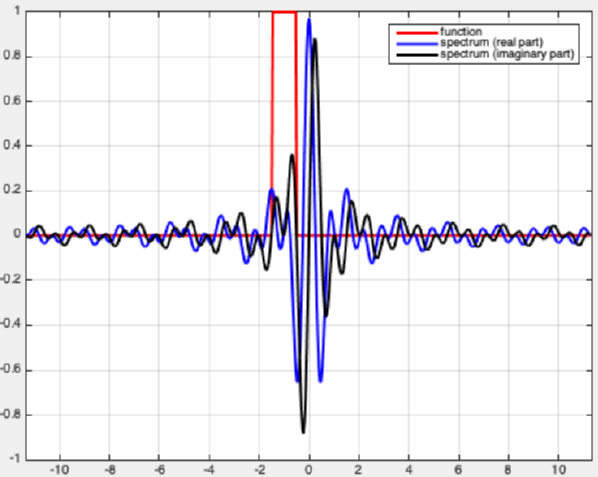 1
0.8
0.6
0.4
0.2
0
-0.2
-0.4
-0.6
-0.8
-1
function
spectrum (real part)
spectrum (imaginary part)
-10 -8 -6 -4 -2 0 2 4 6 8 10